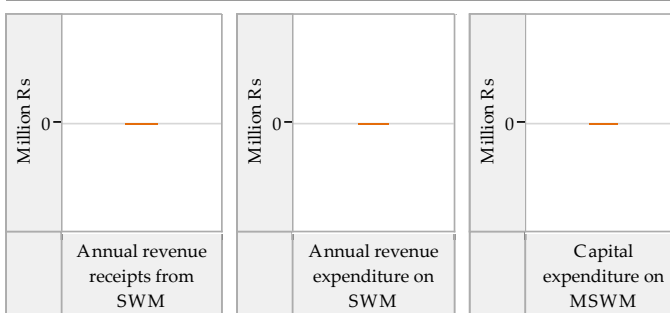 Million Rs
0
Annual revenue
receipts from
SWM
Million Rs
0
Annual revenue
expenditure on
SWM
Million Rs
0
Capital
expenditure on
MSWM